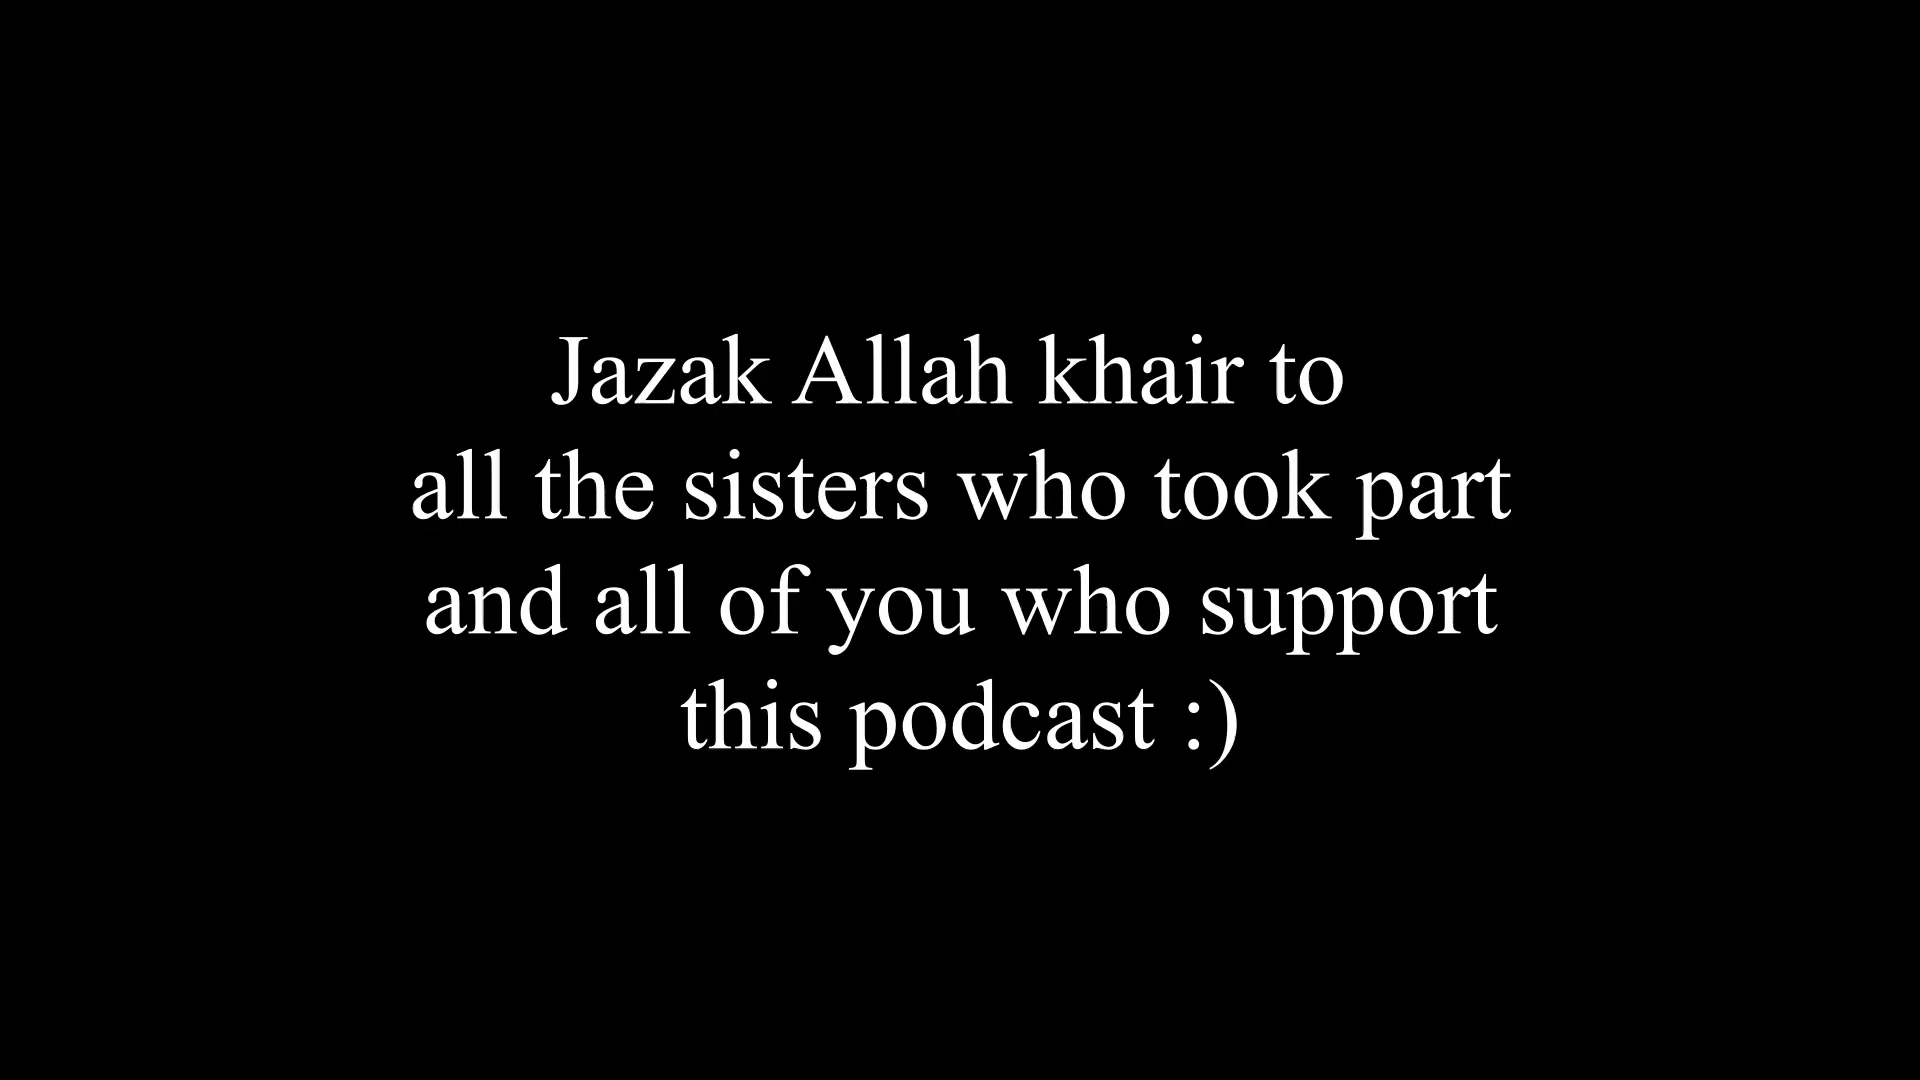 Jazak Allah khair to
all the sisters who took part
and all of you who support
this podcast :)